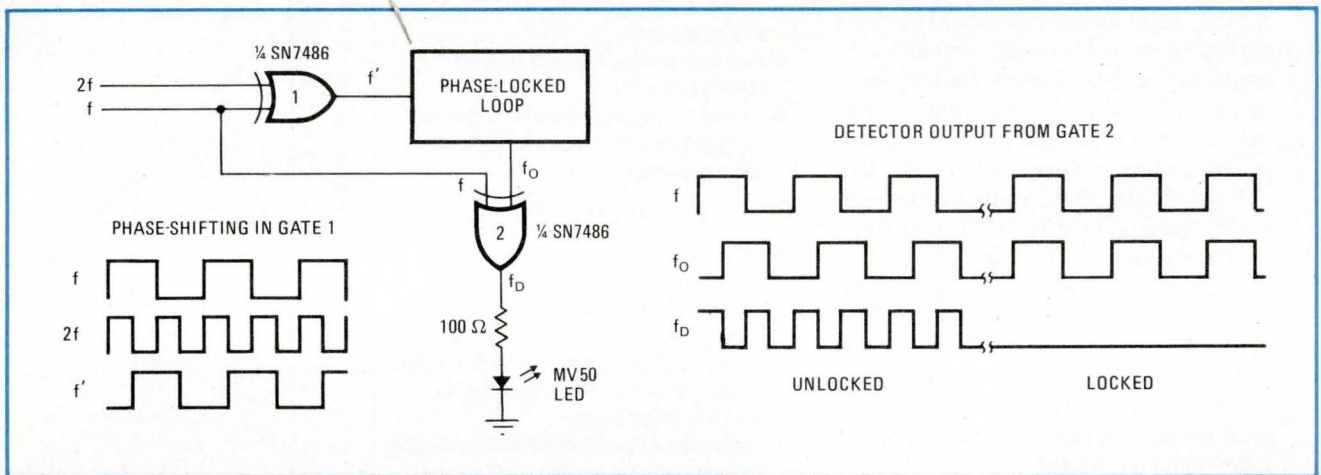 ¼ SN7486
2f
f
1
f'
PHASE-LOCKED
LOOP
f
fO
2
¼ SN7486
fD
100 Ω
MV50
LED
PHASE-SHIFTING IN GATE 1
f
2f
f'
DETECTOR OUTPUT FROM GATE 2
f
fO
fD
UNLOCKED
LOCKED